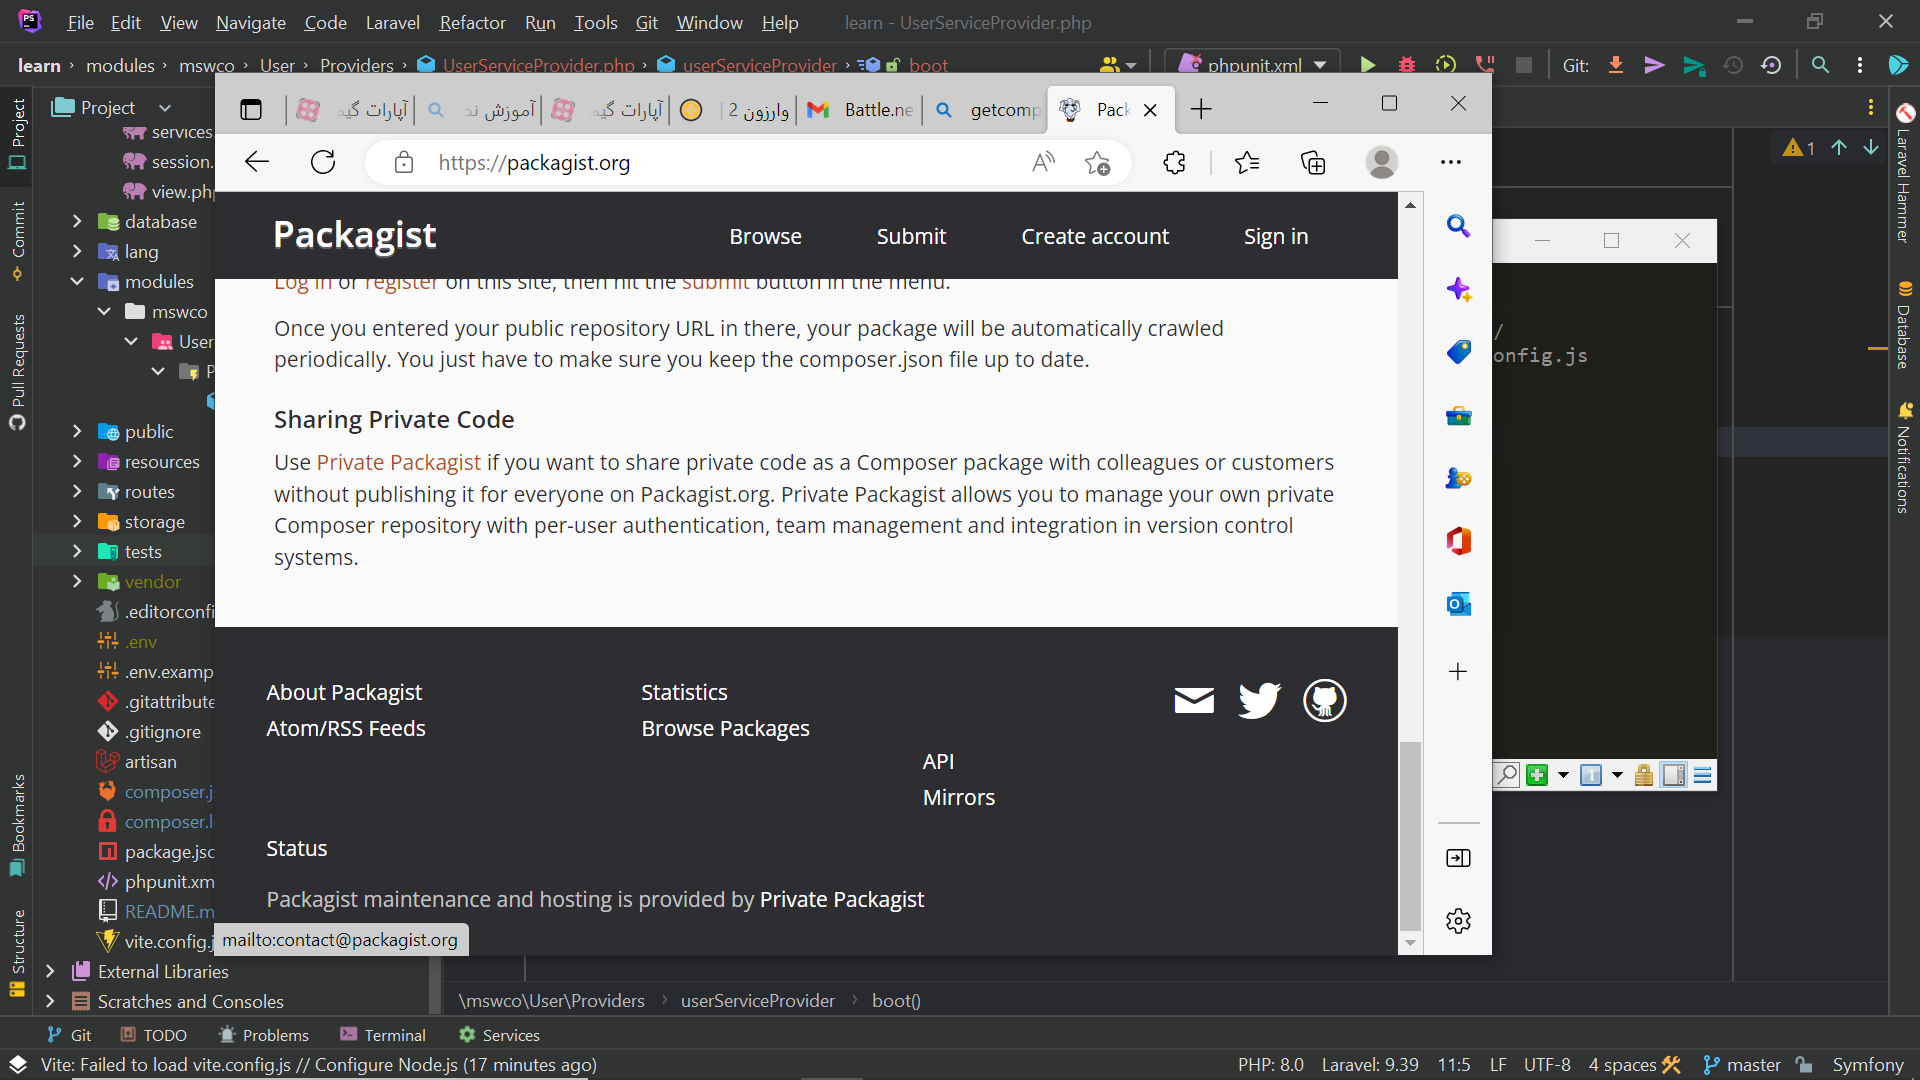 File Edit View Navigate Code Laravel Refactor Run Tools Git Window Help learn - UserServiceProvider.php
learn modules mswco User Providers UserServiceProvider.php userServiceProvider boot phpunit.xml Git:
Project
services.
session.
view.php
database
lang
modules
mswco
User
P
public
resources
routes
storage
tests
vendor
.editorconfi
.env
.env.examp
.gitattribute
.gitignore
artisan
composer.j
composer.l
package.jsc
phpunit.xm
README.m
vite.config.j
External Libraries
Scratches and Consoles
Project
Commit
Pull Requests
Bookmarks
Structure
آپارات گیم
آموزش ند
آپارات گیم
وارزون 2 |
Battle.ne
getcomp
Pack
https://packagist.org
Packagist
Browse Submit Create account Sign in
Log in or register on this site, then hit the submit button in the menu.
Once you entered your public repository URL in there, your package will be automatically crawled
periodically. You just have to make sure you keep the composer.json file up to date.
Sharing Private Code
Use Private Packagist if you want to share private code as a Composer package with colleagues or customers
without publishing it for everyone on Packagist.org. Private Packagist allows you to manage your own private
Composer repository with per-user authentication, team management and integration in version control
systems.
About Packagist
Atom/RSS Feeds
Statistics
Browse Packages
API
Mirrors
Status
Packagist maintenance and hosting is provided by Private Packagist
mailto:contact@packagist.org
1
/
onfig.js
1
Laravel Hammer
Database
Notifications
\mswco\User\Providers userServiceProvider boot()
Git TODO Problems Terminal Services
Vite: Failed to load vite.config.js // Configure Node.js (17 minutes ago)
PHP: 8.0 Laravel: 9.39 11:5 LF UTF-8 4 spaces master Symfony